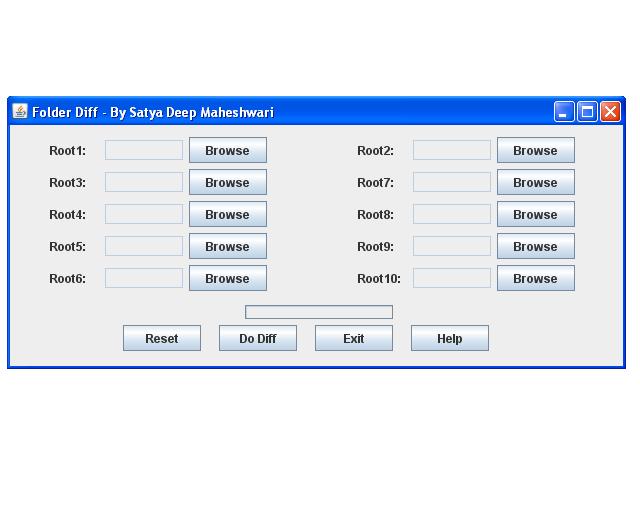 Folder Diff - By Satya Deep Maheshwari
Root1: Browse Root2: Browse
Root3: Browse Root7: Browse
Root4: Browse Root8: Browse
Root5: Browse Root9: Browse
Root6: Browse Root10: Browse
Reset Do Diff Exit Help